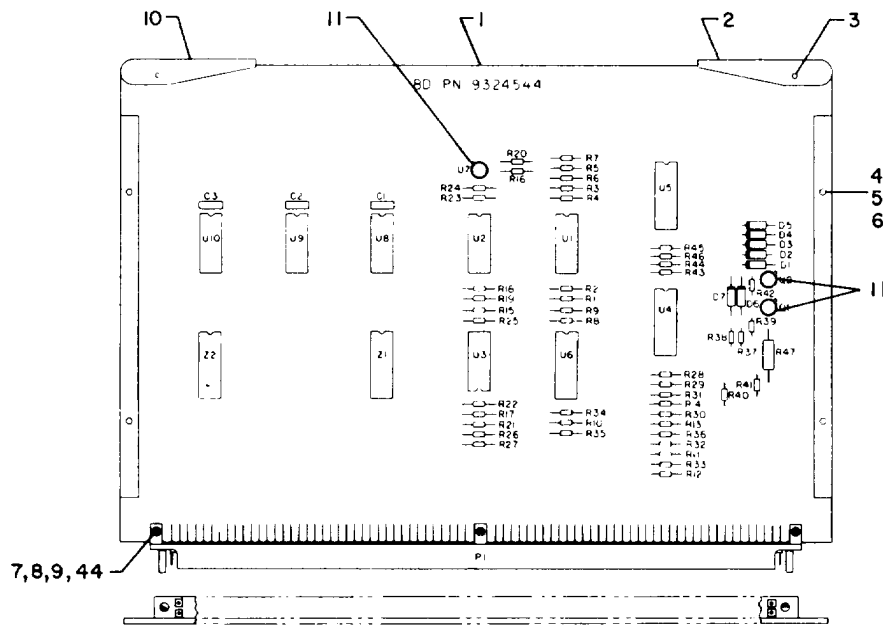 10 11 1 2 3
BD PN 9324544
U7
R20
R16
R7
R5
R6
R3
R4
R24
R23
U5
4
5
6
C3 C2 C1
U10 U9 U8 U2 U1
D5
D4
D3
D2
D1
R45
R46
R44
R43
R42
11
D7 D6
R19
R15
R25
R2
R1
R9
R8
U4
R39
R38 R37
R47
Z2 Z1 U3 U6
R41
R40
R28
R29
R31
R30
R13
R36
R32
R11
R33
R12
R22
R17
R21
R26
R27
R34
R10
R35
P1
7,8,9,44